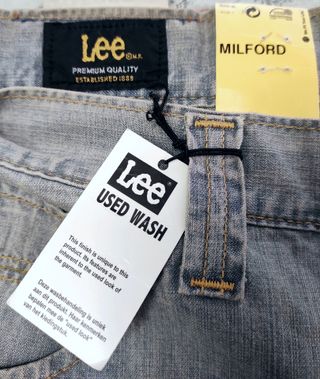 Lee
© M.R.
PREMIUM QUALITY
ESTABLISHED 1889
MILFORD
Lee
USED WASH
This finish is unique to this
product. Its features are
inherent to the used look of
the garment.
Deze wasbehandeling is uniek
aan dit produkt. Haar kenmerken
bepalen mee de "used look"
van het kledingstuk.